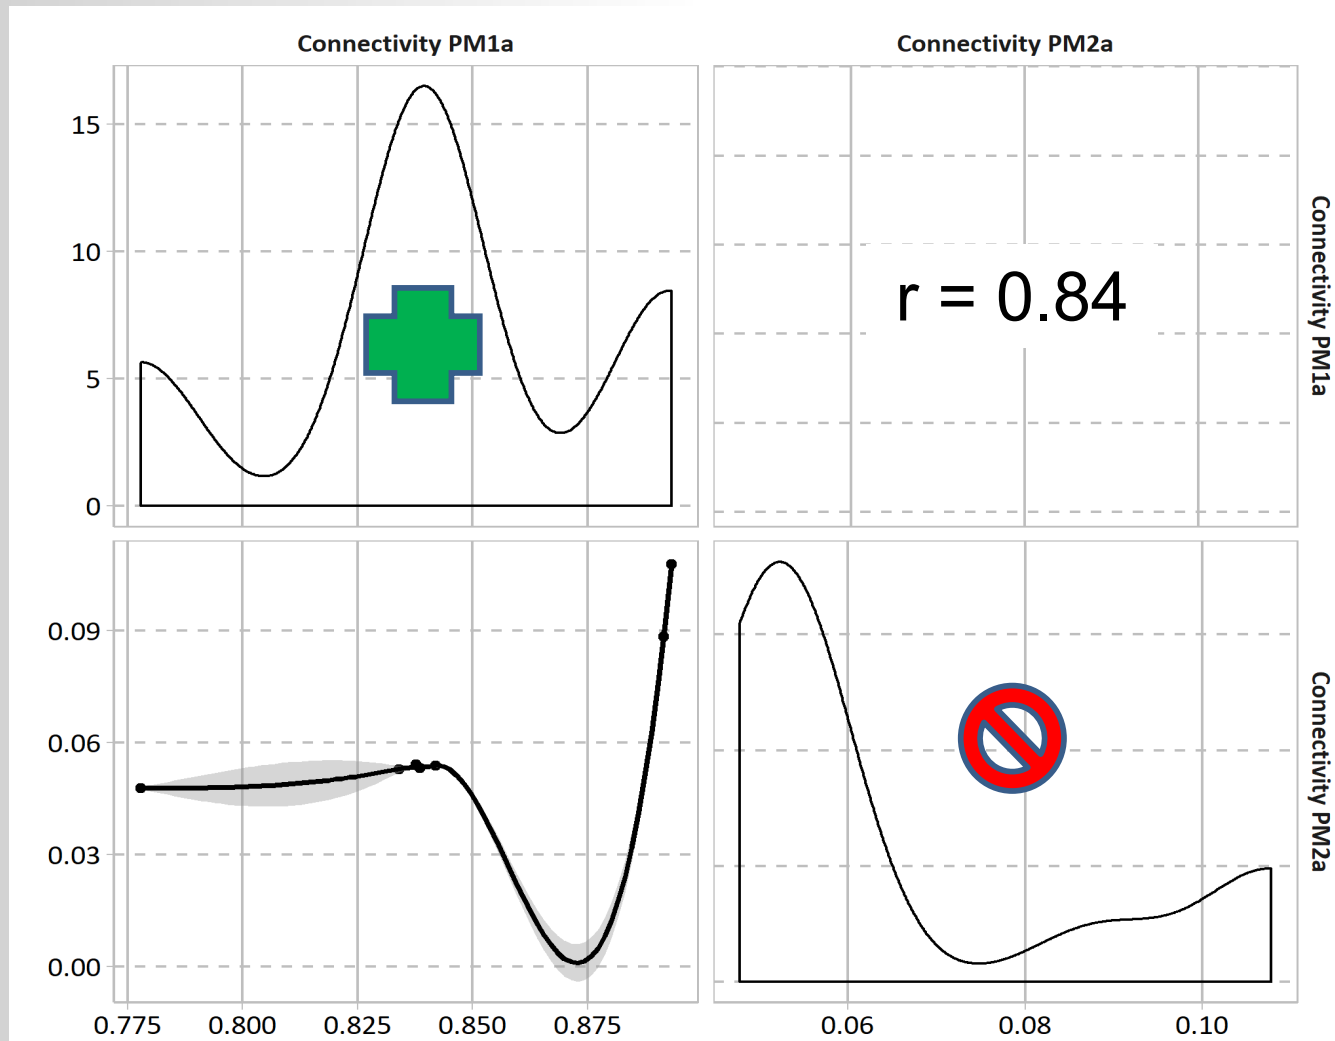 Connectivity PM1a
Connectivity PM2a
15
10
5
0
r = 0.84
Connectivity PM1a
0.09
0.06
0.03
0.00
Connectivity PM2a
0.775 0.800 0.825 0.850 0.875
0.06 0.08 0.10